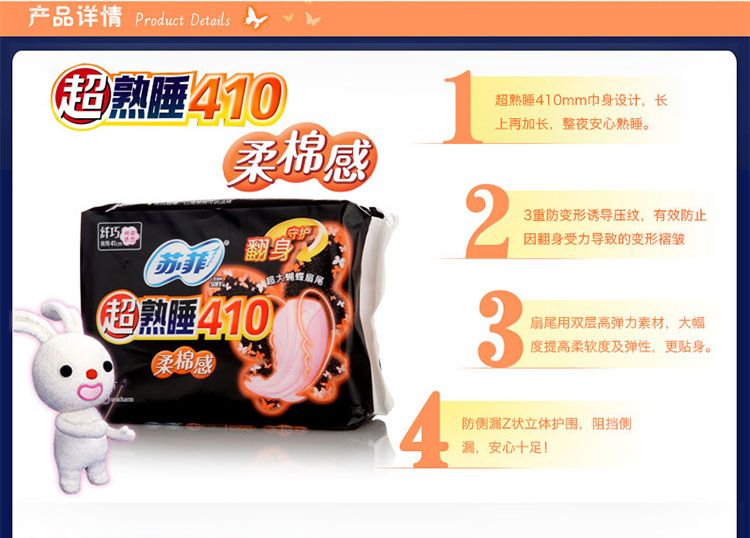 产品详情 Product Details
超熟睡410
柔棉感
1
超熟睡410mm巾身设计，长
上再加长，整夜安心熟睡。
2
3重防变形诱导压纹，有效防止
因翻身受力导致的变形褶皱
3
扇尾用双层高弹力素材，大幅
度提高柔软度及弹性，更贴身。
4
防侧漏Z状立体护围，阻挡侧
漏，安心十足！
纤巧
苏菲
翻身守护
超大蝴蝶扇尾
超熟睡410
柔棉感